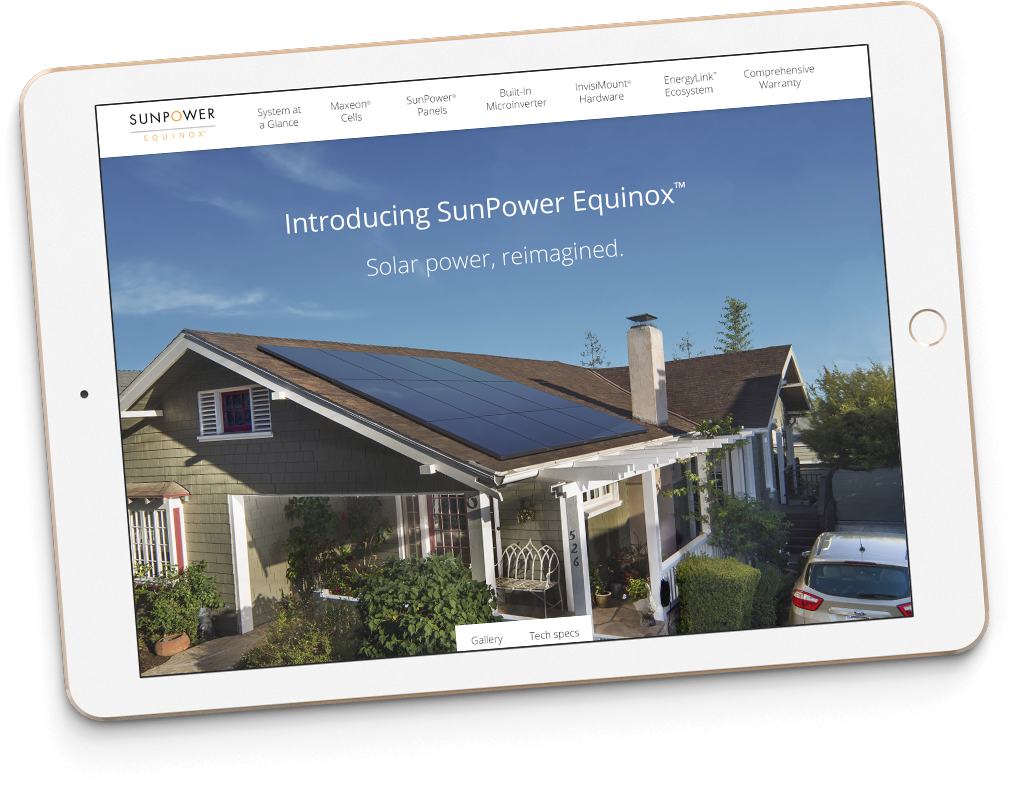 SUNPOWER
EQUINOX®
System at
a Glance
Maxeon®
Cells
SunPower®
Panels
Built-In
Microinverter
InvisiMount®
Hardware
EnergyLink™
Ecosystem
Comprehensive
Warranty
Introducing SunPower Equinox™
Solar power, reimagined.
526
Gallery
Tech specs